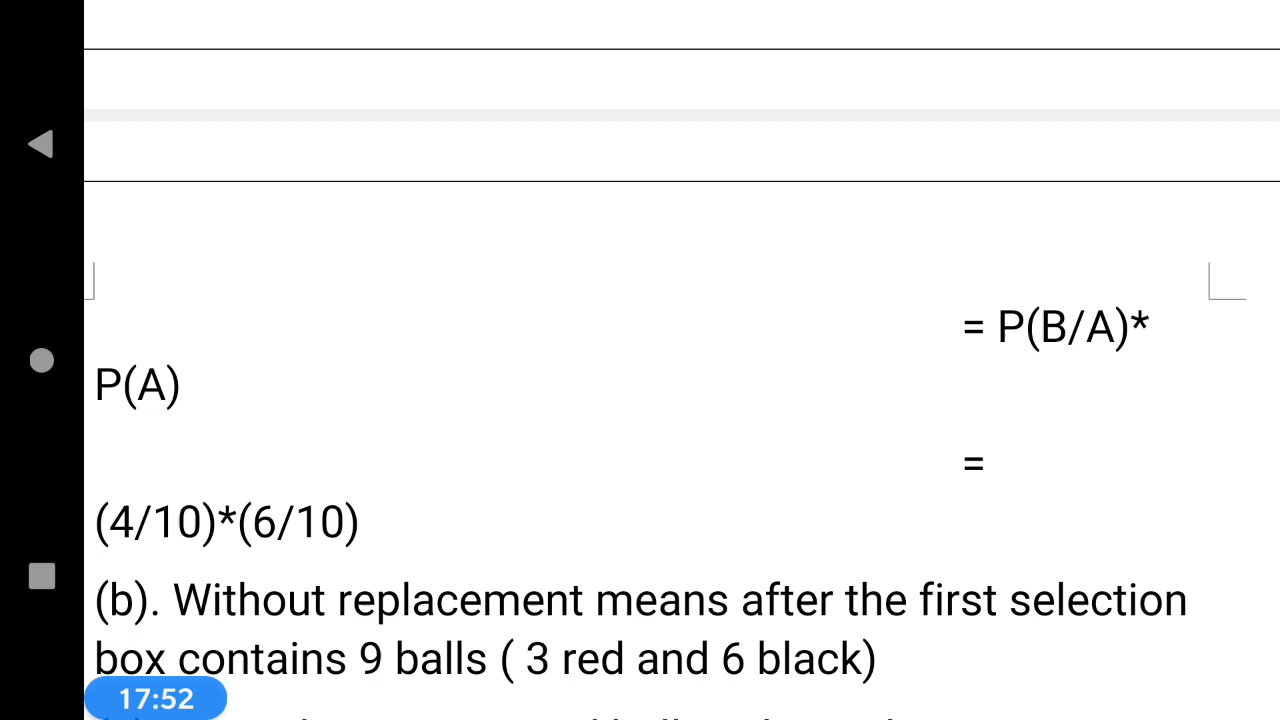 = P(B/A)*
P(A)
=
(4/10)*(6/10)
(b). Without replacement means after the first selection
box contains 9 balls ( 3 red and 6 black)
17:52